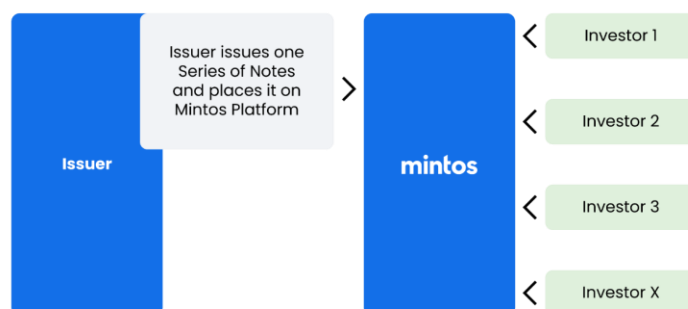 Issuer issues one
Series of Notes
and places it on
Mintos Platform
Issuer
mintos
Investor 1
Investor 2
Investor 3
Investor X